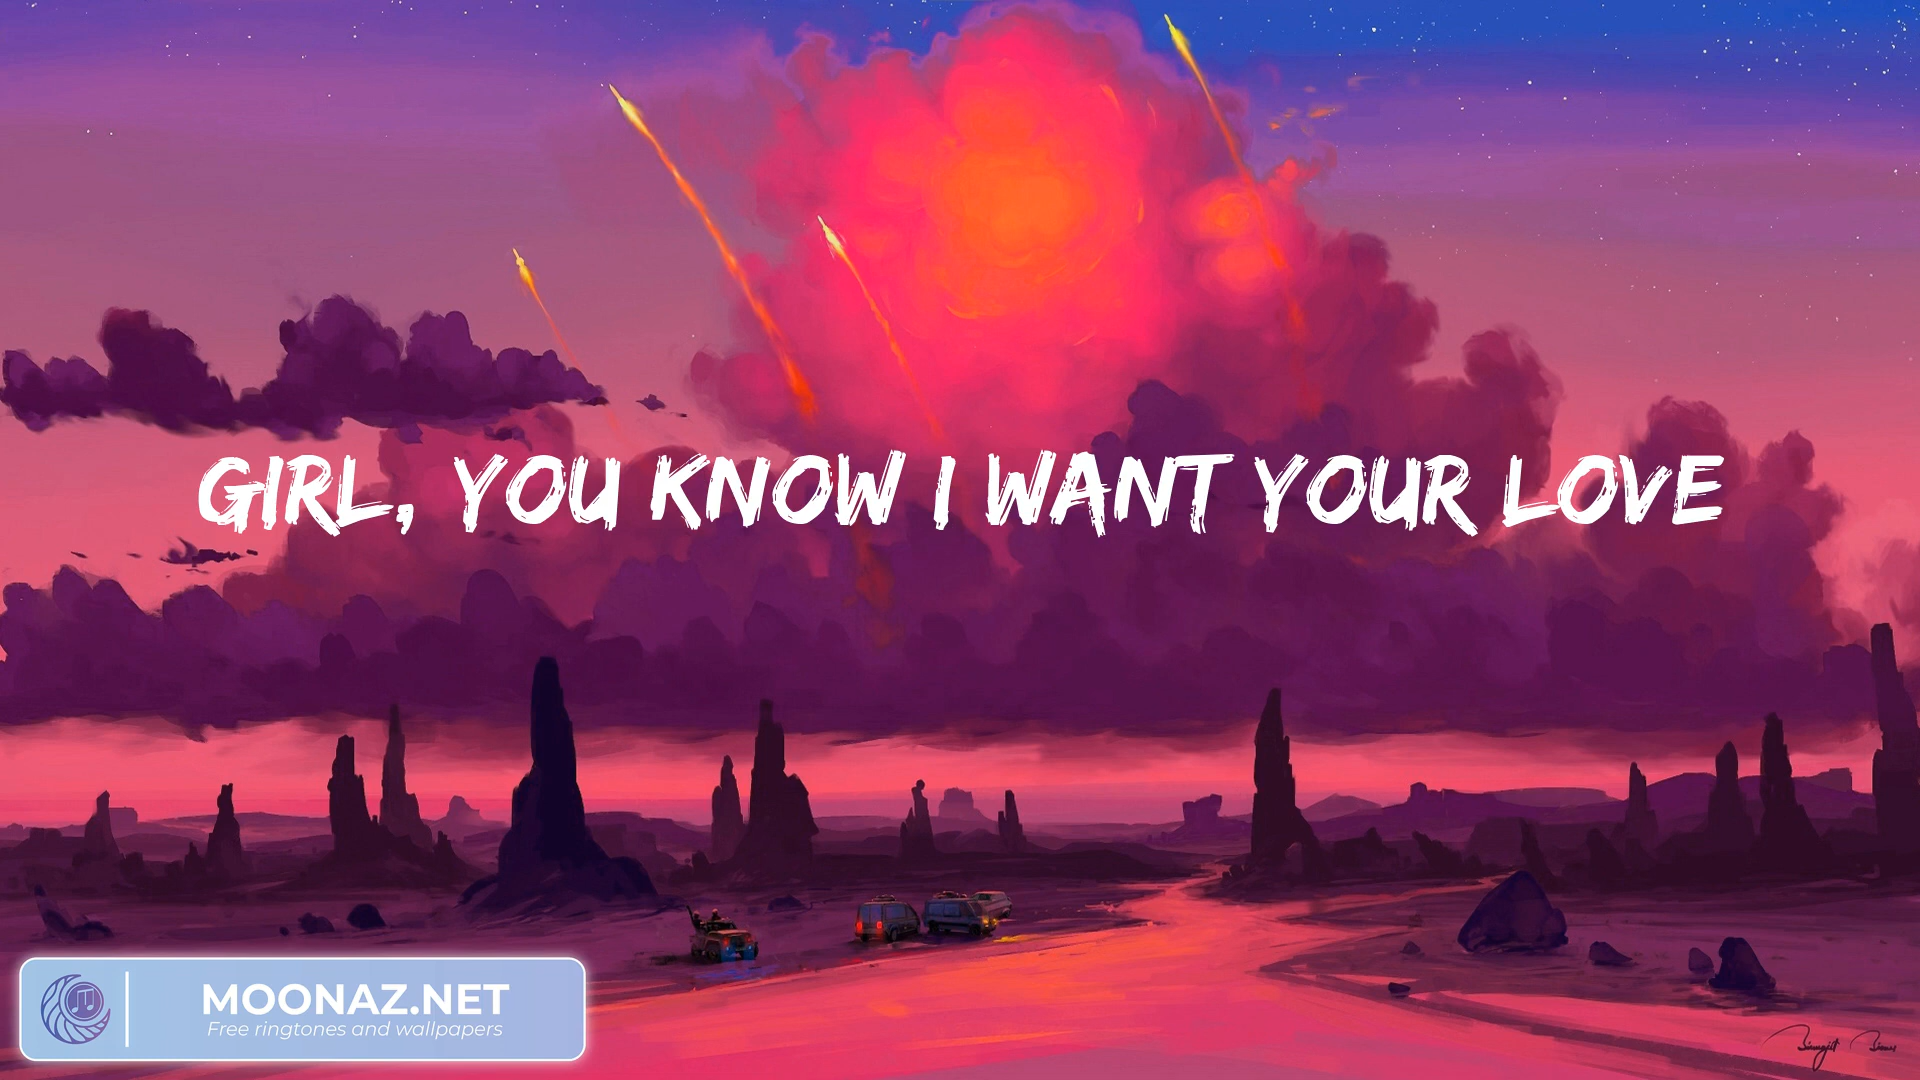 GIRL, YOU KNOW I WANT YOUR LOVE
MOONAZ.NET
Free ringtones and wallpapers